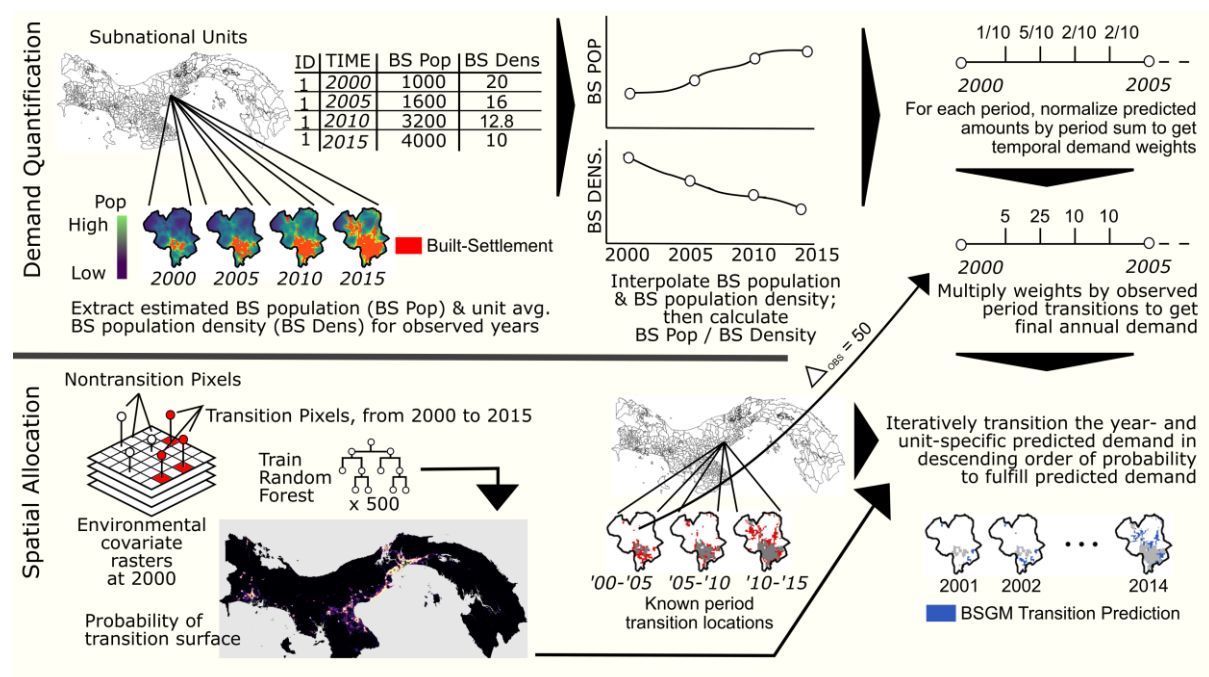 Demand Quantification
Subnational Units
ID TIME BS Pop BS Dens
1 2000 1000 20
1 2005 1600 16
1 2010 3200 12.8
1 2015 4000 10
Pop
High
Low
2000 2005 2010 2015
Built-Settlement
Extract estimated BS population (BS Pop) & unit avg.
BS population density (BS Dens) for observed years
BS POP
BS DENS.
2000 2005 2010 2015
Interpolate BS population
& BS population density;
then calculate
BS Pop / BS Density
1/10 5/10 2/10 2/10
2000 2005
For each period, normalize predicted
amounts by period sum to get
temporal demand weights
5 25 10 10
2000 2005
Multiply weights by observed
period transitions to get
final annual demand
△OBS = 50
Spatial Allocation
Nontransition Pixels
Transition Pixels, from 2000 to 2015
Train
Random
Forest
x 500
Environmental
covariate
rasters
at 2000
Probability of
transition surface
'00-'05 '05-'10 '10-'15
Known period
transition locations
Iteratively transition the year- and
unit-specific predicted demand in
descending order of probability
to fulfill predicted demand
2001 2002 ... 2014
BSGM Transition Prediction